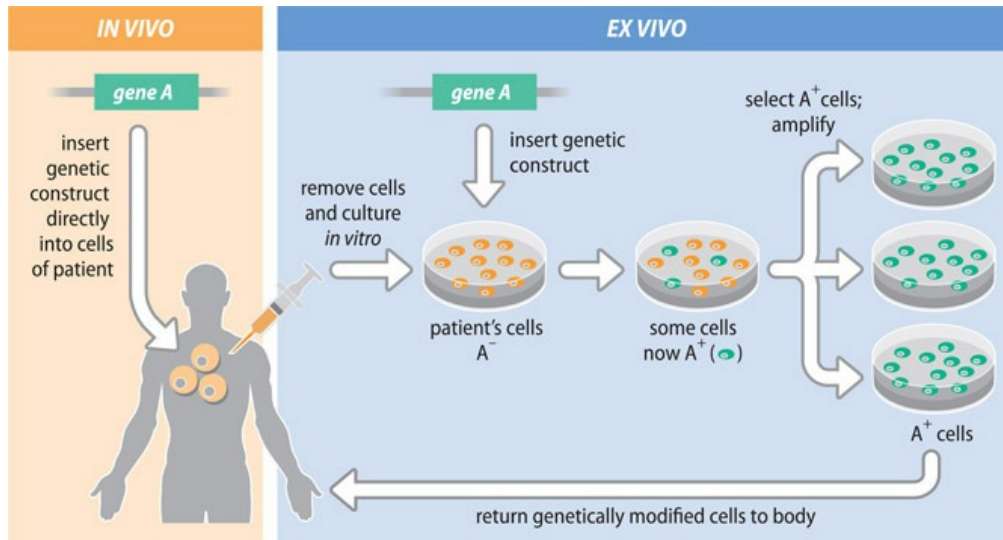 IN VIVO
gene A
insert
genetic
construct
directly
into cells
of patient
EX VIVO
gene A
insert genetic
construct
remove cells
and culture
in vitro
patient's cells
A⁻
some cells
now A⁺ ( )
select A⁺ cells;
amplify
A⁺ cells
return genetically modified cells to body